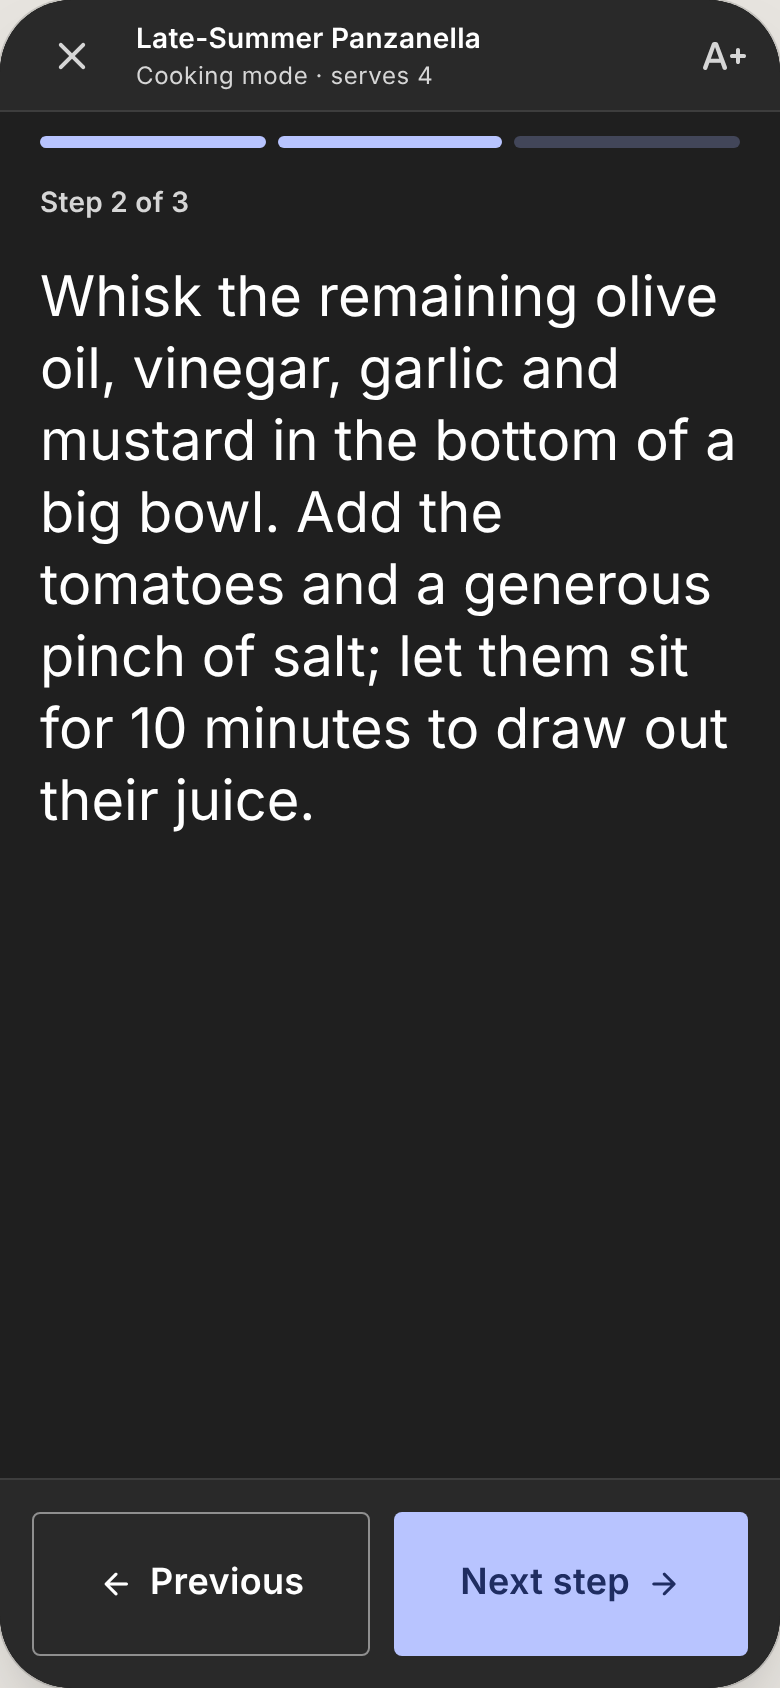 Late-Summer Panzanella
Cooking mode · serves 4
A+
Step 2 of 3
Whisk the remaining olive
oil, vinegar, garlic and
mustard in the bottom of a
big bowl. Add the
tomatoes and a generous
pinch of salt; let them sit
for 10 minutes to draw out
their juice.
← Previous
Next step →